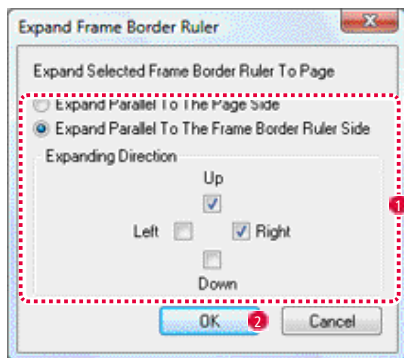 Expand Frame Border Ruler
Expand Selected Frame Border Ruler To Page
Expand Parallel To The Page Side
Expand Parallel To The Frame Border Ruler Side
Expanding Direction
Up
1
Left Right
Down
OK 2 Cancel